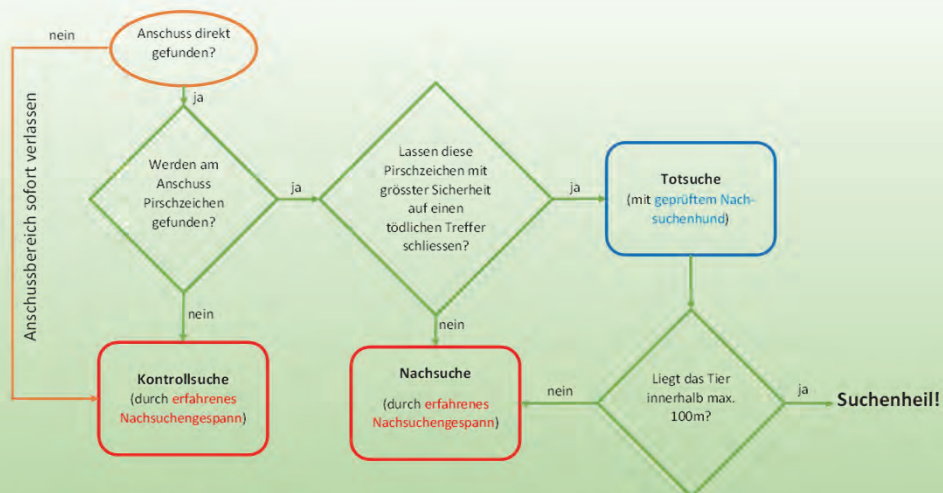 nein
Anschuss direkt
gefunden?
ja
Anschussbereich sofort verlassen
Werden am
Anschuss
Pirschzeichen
gefunden?
ja
nein
Lassen diese
Pirschzeichen mit
grösster Sicherheit
auf einen
tödlichen Treffer
schliessen?
ja
nein
Totsuche
(mit geprüftem Nach-
suchenhund)
Kontrollsuche
(durch erfahrenes
Nachsuchengespann)
Nachsuche
(durch erfahrenes
Nachsuchengespann)
nein
Liegt das Tier
innerhalb max.
100m?
ja
Suchenheil!